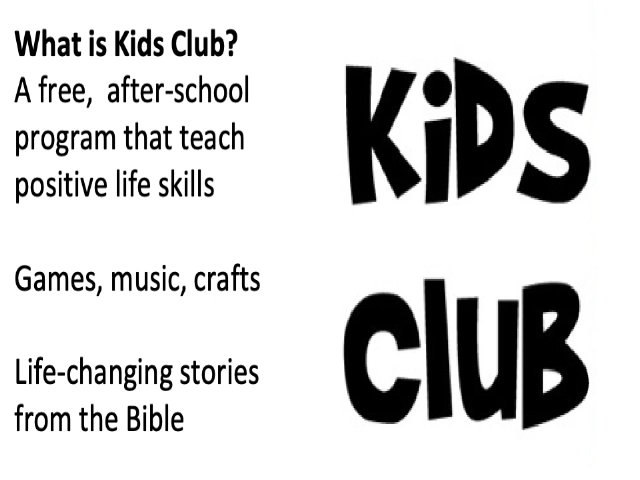 What is Kids Club?
A free,  after-school
program that teach
positive life skills
Games, music, crafts
Life-changing stories
from the Bible
KiDS
CluB